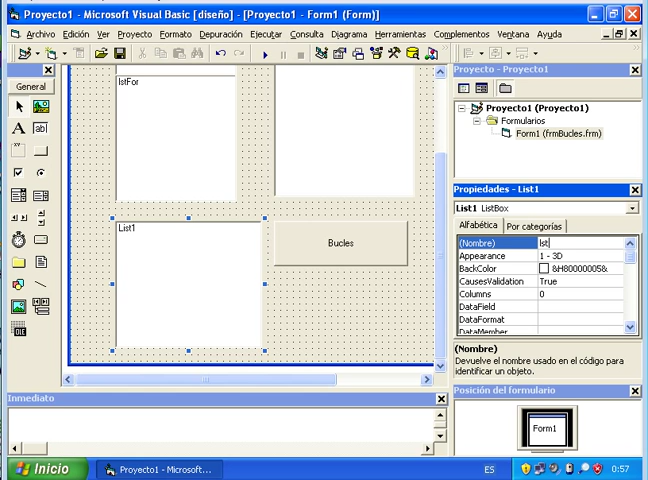 Proyecto1 - Microsoft Visual Basic [diseño] - [Proyecto1 - Form1 (Form)]
Archivo Edición Ver Proyecto Formato Depuración Ejecutar Consulta Diagrama Herramientas Complementos Ventana Ayuda
General
A ab|
xy
OLE
lstFor
List1
Bucles
Proyecto - Proyecto1
Proyecto1 (Proyecto1)
Formularios
Form1 (frmBucles.frm)
Propiedades - List1
List1 ListBox
Alfabética Por categorías
(Nombre) lst
Appearance 1 - 3D
BackColor &H80000005&
CausesValidation True
Columns 0
DataField
DataFormat
DataMember
(Nombre)
Devuelve el nombre usado en el código para
identificar un objeto.
Posición del formulario
Form1
Inmediato
Inicio
Proyecto1 - Microsoft...
ES
0:57